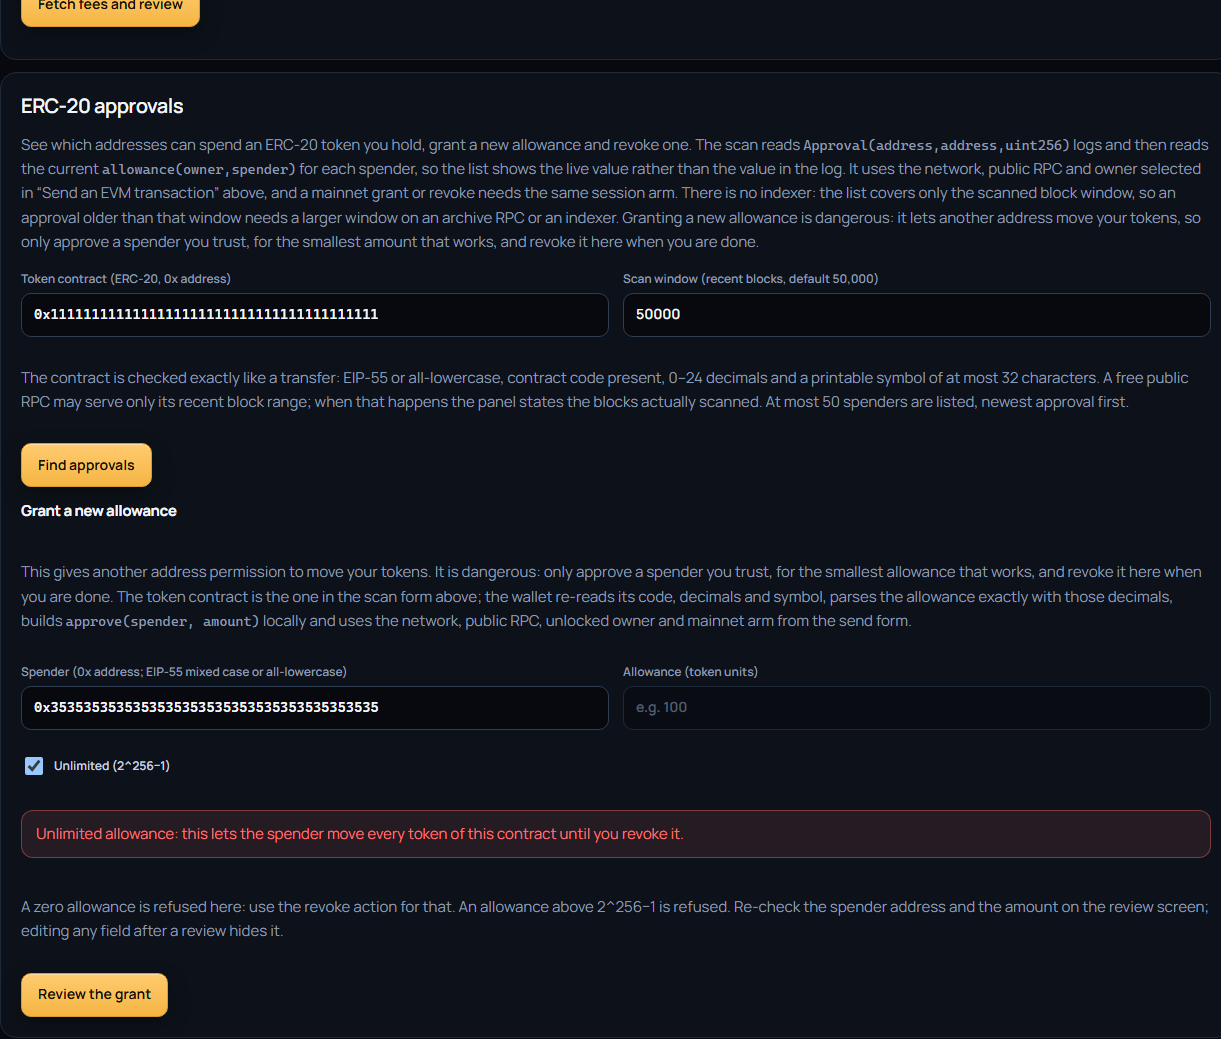 Fetch fees and review
ERC-20 approvals
See which addresses can spend an ERC-20 token you hold, grant a new allowance and revoke one. The scan reads Approval(address,address,uint256) logs and then reads
the current allowance(owner,spender) for each spender, so the list shows the live value rather than the value in the log. It uses the network, public RPC and owner selected
in “Send an EVM transaction” above, and a mainnet grant or revoke needs the same session arm. There is no indexer: the list covers only the scanned block window, so an
approval older than that window needs a larger window on an archive RPC or an indexer. Granting a new allowance is dangerous: it lets another address move your tokens, so
only approve a spender you trust, for the smallest amount that works, and revoke it here when you are done.
Token contract (ERC-20, 0x address)
Scan window (recent blocks, default 50,000)
0x1111111111111111111111111111111111111111
50000
The contract is checked exactly like a transfer: EIP-55 or all-lowercase, contract code present, 0–24 decimals and a printable symbol of at most 32 characters. A free public
RPC may serve only its recent block range; when that happens the panel states the blocks actually scanned. At most 50 spenders are listed, newest approval first.
Find approvals
Grant a new allowance
This gives another address permission to move your tokens. It is dangerous: only approve a spender you trust, for the smallest allowance that works, and revoke it here when
you are done. The token contract is the one in the scan form above; the wallet re-reads its code, decimals and symbol, parses the allowance exactly with those decimals,
builds approve(spender, amount) locally and uses the network, public RPC, unlocked owner and mainnet arm from the send form.
Spender (0x address; EIP-55 mixed case or all-lowercase)
Allowance (token units)
0x3535353535353535353535353535353535353535
e.g. 100
Unlimited (2^256−1)
Unlimited allowance: this lets the spender move every token of this contract until you revoke it.
A zero allowance is refused here: use the revoke action for that. An allowance above 2^256−1 is refused. Re-check the spender address and the amount on the review screen;
editing any field after a review hides it.
Review the grant